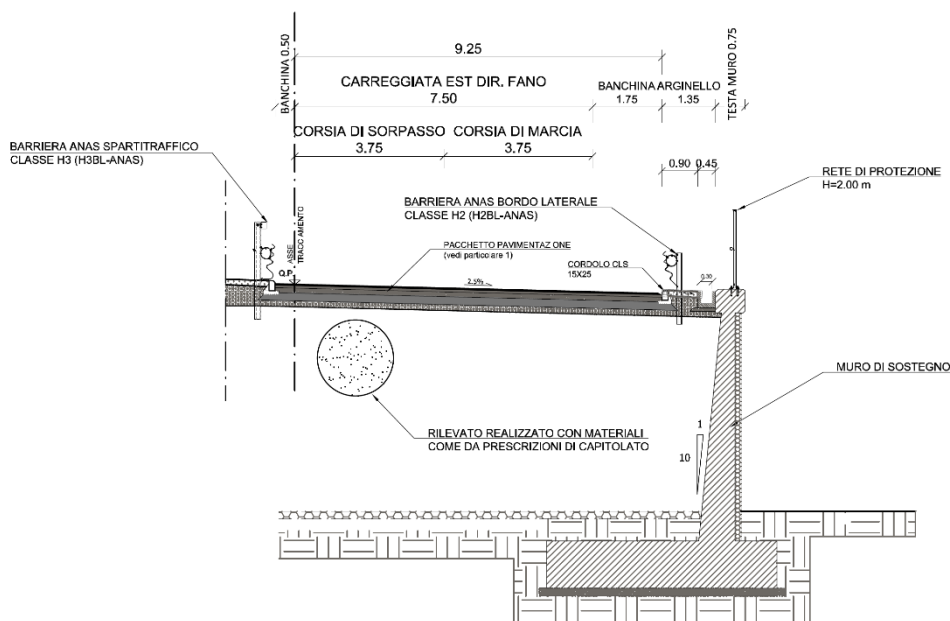 BANCHINA 0.50
9.25
TESTA MURO 0.75
CARREGGIATA EST DIR. FANO
7.50
BANCHINA
1.75
ARGINELLO
1.35
CORSIA DI SORPASSO
3.75
CORSIA DI MARCIA
3.75
BARRIERA ANAS SPARTITRAFFICO
CLASSE H3 (H3BL-ANAS)
0.90
0.45
RETE DI PROTEZIONE
H=2.00 m
BARRIERA ANAS BORDO LATERALE
CLASSE H2 (H2BL-ANAS)
ASSE
TRACCIAMENTO
PACCHETTO PAVIMENTAZIONE
(vedi particolare 1)
Q.P.
CORDOLO CLS
15X25
0.30
2.5%
MURO DI SOSTEGNO
RILEVATO REALIZZATO CON MATERIALI
COME DA PRESCRIZIONI DI CAPITOLATO
1
10